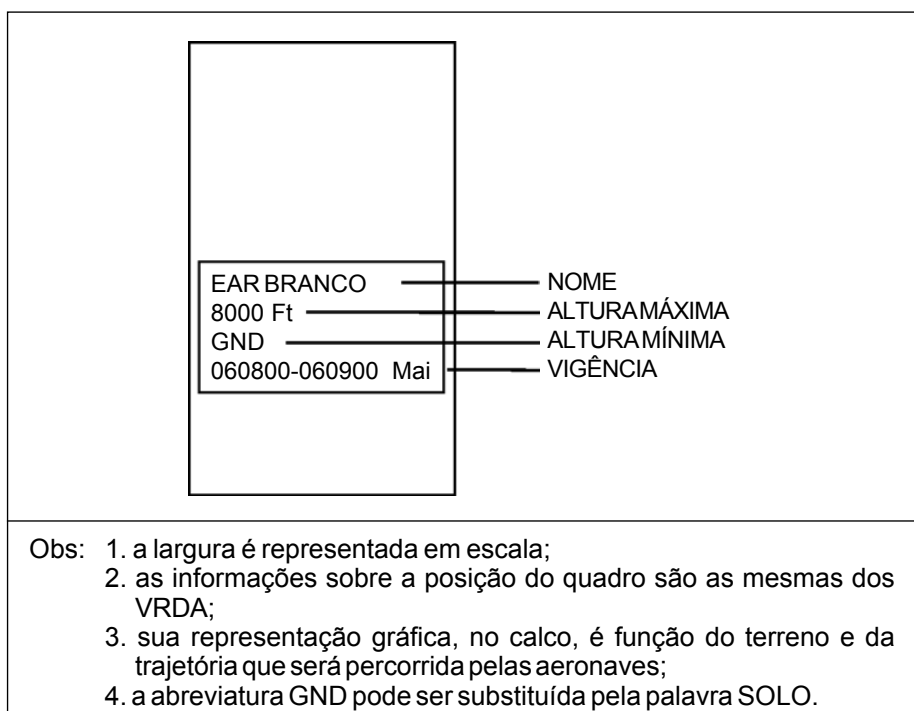 EAR BRANCO NOME
8000 Ft ALTURA MÁXIMA
GND ALTURA MÍNIMA
060800-060900 Mai VIGÊNCIA
Obs: 1. a largura é representada em escala;
2. as informações sobre a posição do quadro são as mesmas dos
VRDA;
3. sua representação gráfica, no calco, é função do terreno e da
trajetória que será percorrida pelas aeronaves;
4. a abreviatura GND pode ser substituída pela palavra SOLO.